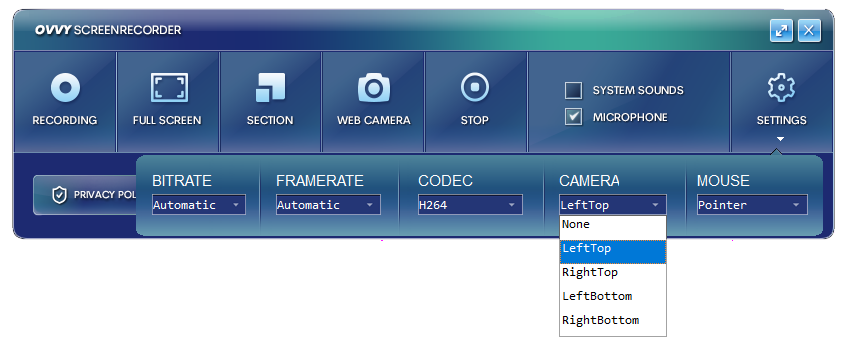 OVVY SCREENRECORDER
RECORDING
FULL SCREEN
SECTION
WEB CAMERA
STOP
SYSTEM SOUNDS
MICROPHONE
SETTINGS
PRIVACY POL
BITRATE
FRAMERATE
CODEC
CAMERA
MOUSE
Automatic
Automatic
H264
LeftTop
Pointer
None
LeftTop
RightTop
LeftBottom
RightBottom